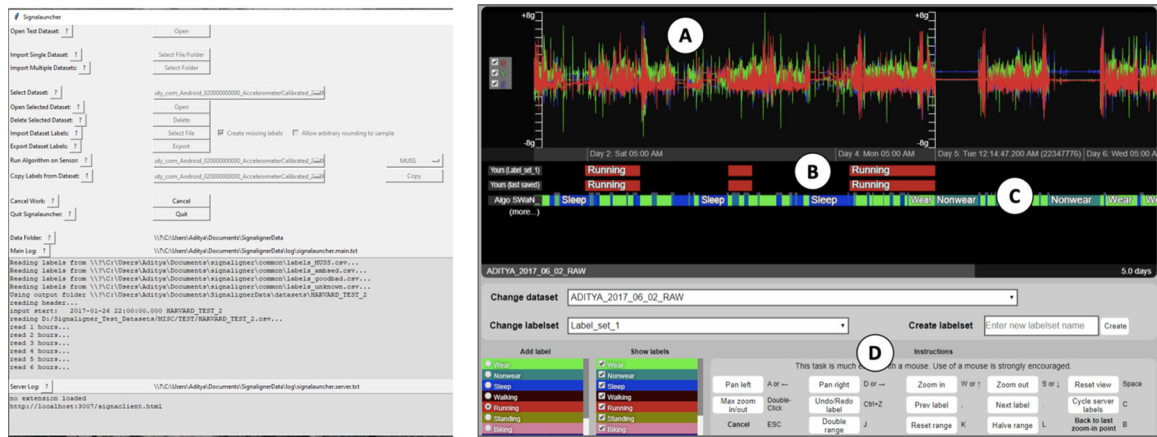 Signalauncher
Open Test Dataset: ? Open
Import Single Dataset: ? Select File/Folder
Import Multiple Datasets: ? Select Folder
Select Dataset: ? udy_com_Android_020000000000_AccelerometerCalibrated_
Open Selected Dataset: ? Open
Delete Selected Dataset: ? Delete
Import Dataset Labels: ? Select File Create missing labels Allow arbitrary rounding to sample
Export Dataset Labels: ? Export
Run Algorithm on Sensor: ? udy_com_Android_020000000000_AccelerometerCalibrated_ MUSS
Copy Labels from Dataset: ? udy_com_Android_020000000000_AccelerometerCalibrated_ Copy
Cancel Work: ? Cancel
Quit Signalauncher: ? Quit
Data Folder: ? \\?\C:\Users\Aditya\Documents\SignalignerData
Main Log: ? \\?\C:\Users\Aditya\Documents\SignalignerData\log\signalauncher.main.txt
Reading labels from \\?\C:\Users\Aditya\Documents\signaligner\common\labels_MUSS.csv...
Reading labels from \\?\C:\Users\Aditya\Documents\signaligner\common\labels_ambsed.csv...
Reading labels from \\?\C:\Users\Aditya\Documents\signaligner\common\labels_goodbad.csv...
Reading labels from \\?\C:\Users\Aditya\Documents\signaligner\common\labels_unknown.csv...
Using output folder \\?\C:\Users\Aditya\Documents\SignalignerData\datasets\HARVARD_TEST_2
reading header...
input start: 2017-01-26 22:00:00.000 HARVARD_TEST_2
reading D:/Signaligner_Test_Datasets/MISC/TEST/HARVARD_TEST_2.csv...
read 1 hours...
read 2 hours...
read 3 hours...
read 4 hours...
read 5 hours...
read 6 hours...
Server Log: ? \\?\C:\Users\Aditya\Documents\SignalignerData\log\signalauncher.server.txt
no extension loaded
http://localhost:3007/signaclient.html
+8g +8g
A
-8g -8g
Day 2: Sat 05:00 AM Day 4: Mon 05:00 AM Day 5: Tue 12:14:47.200 AM (22347776) Day 6: Wed 05:00 A
Yours (Label_set_1) Running B Running
Yours (last saved) Running Running
Algo SWaN_ Sleep Sleep Sleep Wear Nonwear C Nonwear Wear We
(more...)
ADITYA_2017_06_02_RAW 5.0 days
Change dataset ADITYA_2017_06_02_RAW
Change labelset Label_set_1 Create labelset Enter new labelset name Create
D
Add label Show labels Instructions
Wear Wear
Nonwear Nonwear
Sleep Sleep
Walking Walking
Running Running
Standing Standing
Biking Biking
This task is much easier with a mouse. Use of a mouse is strongly encouraged.
Pan left A or ← Pan right D or → Zoom in W or ↑ Zoom out S or ↓ Reset view Space
Max zoom in/out Double-Click Undo/Redo label Ctrl+Z Prev label , Next label . Cycle server labels C
Cancel ESC Double range J Reset range K Halve range L Back to last zoom-in point B